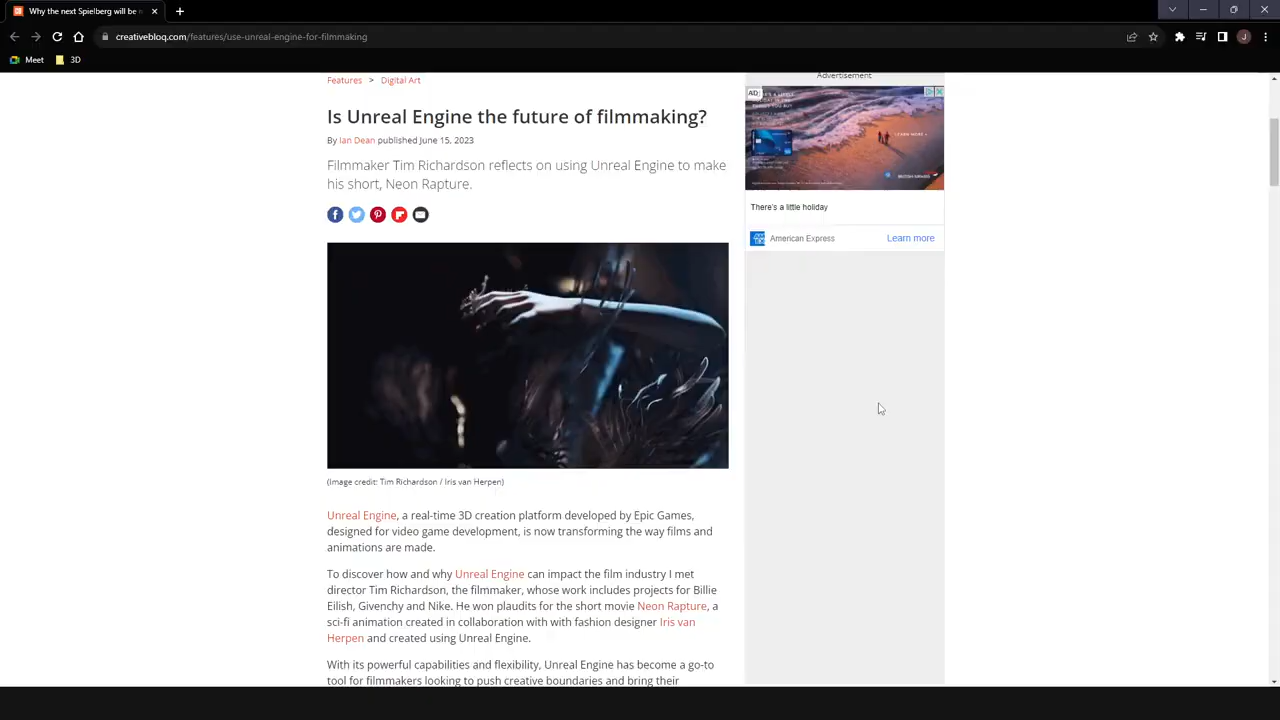 Why the next Spielberg will be
creativebloq.com/features/use-unreal-engine-for-filmmaking
J
Meet
3D
Features > Digital Art
Is Unreal Engine the future of filmmaking?
By Ian Dean published June 15, 2023
Filmmaker Tim Richardson reflects on using Unreal Engine to make
his short, Neon Rapture.
(Image credit: Tim Richardson / Iris van Herpen)
Unreal Engine, a real-time 3D creation platform developed by Epic Games,
designed for video game development, is now transforming the way films and
animations are made.
To discover how and why Unreal Engine can impact the film industry I met
director Tim Richardson, the filmmaker, whose work includes projects for Billie
Eilish, Givenchy and Nike. He won plaudits for the short movie Neon Rapture, a
sci-fi animation created in collaboration with with fashion designer Iris van
Herpen and created using Unreal Engine.
With its powerful capabilities and flexibility, Unreal Engine has become a go-to
tool for filmmakers looking to push creative boundaries and bring their
Advertisement
AD
LEARN MORE
BRITISH AIRWAYS
There's a little holiday
American Express
Learn more